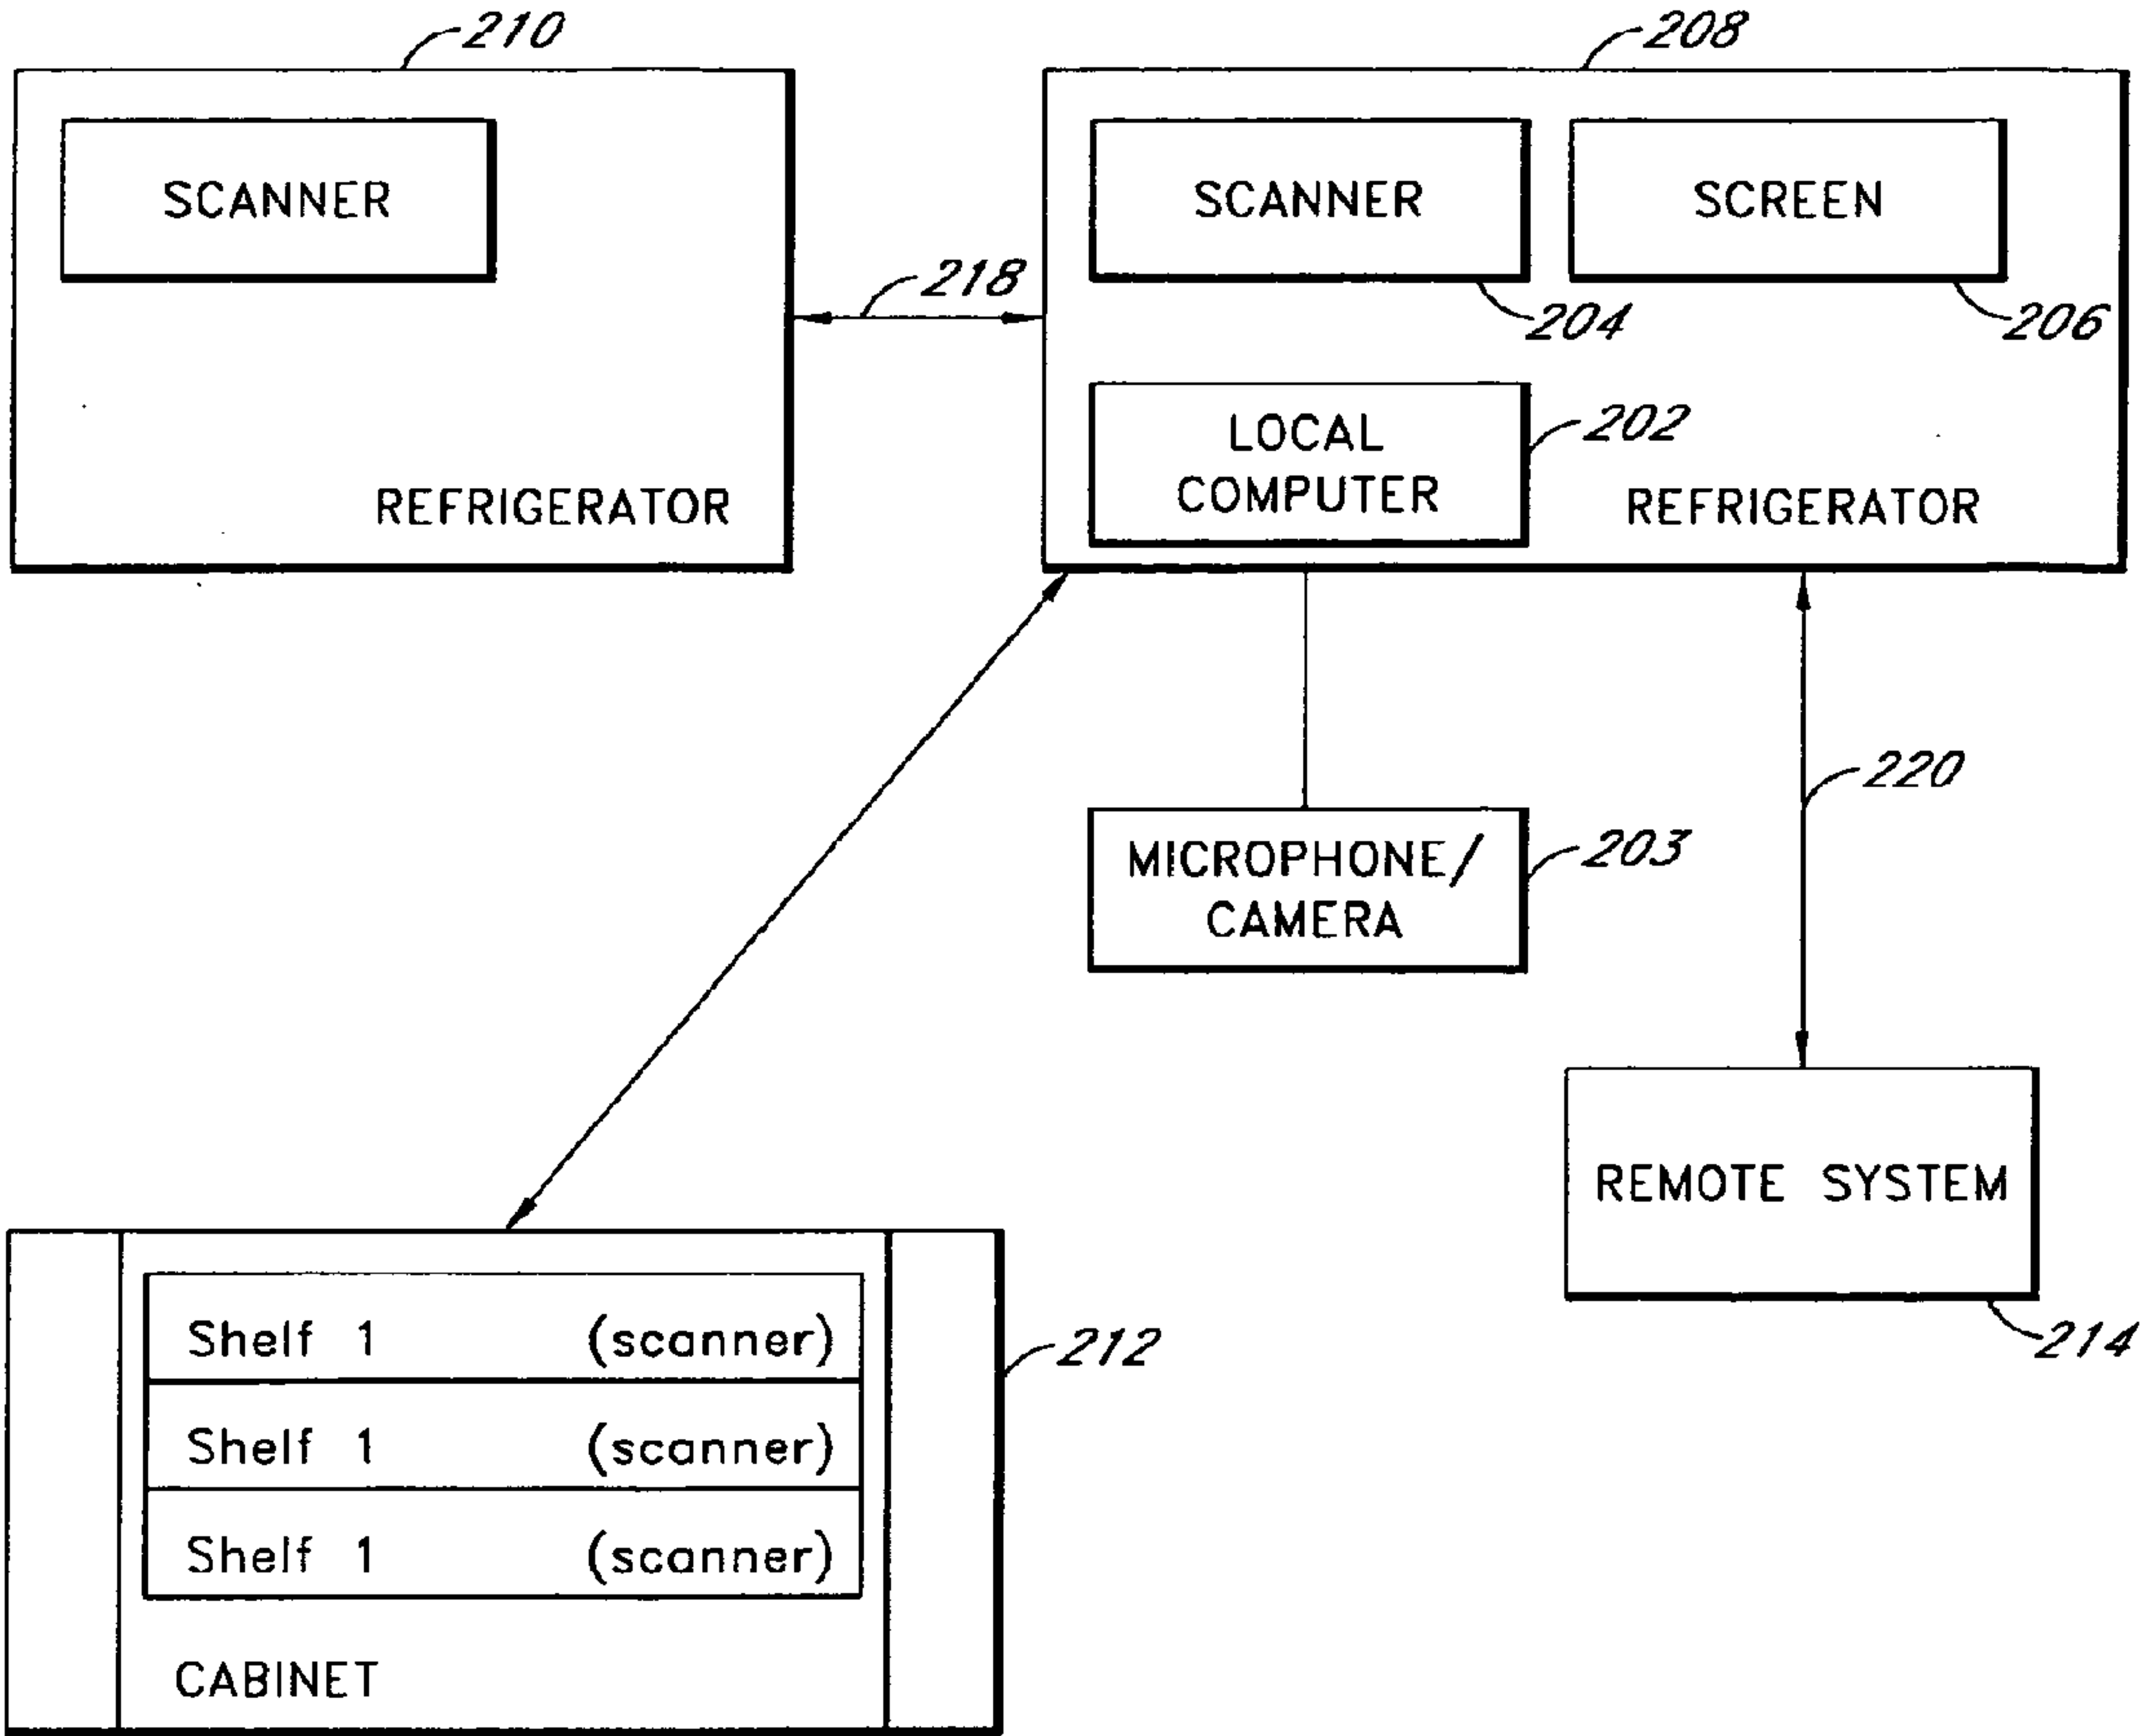 210
SCANNER
REFRIGERATOR
218
208
SCANNER
204
SCREEN
206
LOCAL
COMPUTER
202
REFRIGERATOR
MICROPHONE/
CAMERA
203
220
REMOTE SYSTEM
214
Shelf 1 (scanner)
Shelf 1 (scanner)
Shelf 1 (scanner)
CABINET
212